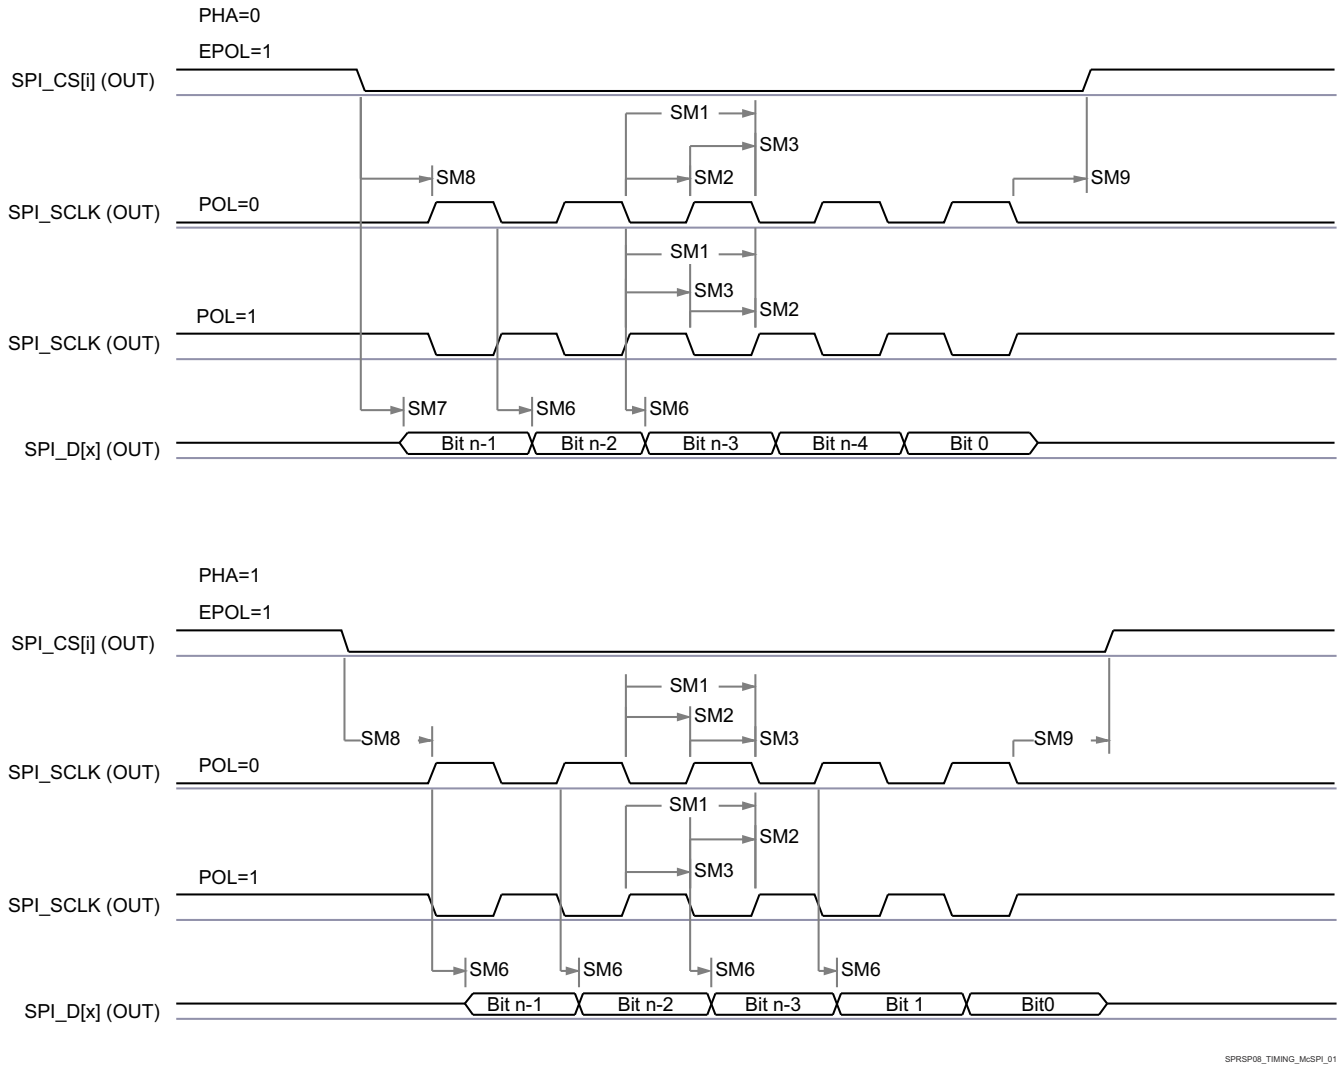 PHA=0
EPOL=1
SPI_CS[i] (OUT)
SM1
SM3
SM8
SM2
SM9
POL=0
SPI_SCLK (OUT)
SM1
SM3
SM2
POL=1
SPI_SCLK (OUT)
SM7
SM6
SM6
SPI_D[x] (OUT)
Bit n-1
Bit n-2
Bit n-3
Bit n-4
Bit 0
PHA=1
EPOL=1
SPI_CS[i] (OUT)
SM1
SM2
SM8
SM3
SM9
POL=0
SPI_SCLK (OUT)
SM1
SM2
SM3
POL=1
SPI_SCLK (OUT)
SM6
SM6
SM6
SM6
SPI_D[x] (OUT)
Bit n-1
Bit n-2
Bit n-3
Bit 1
Bit0
SPRSP08_TIMING_McSPI_01